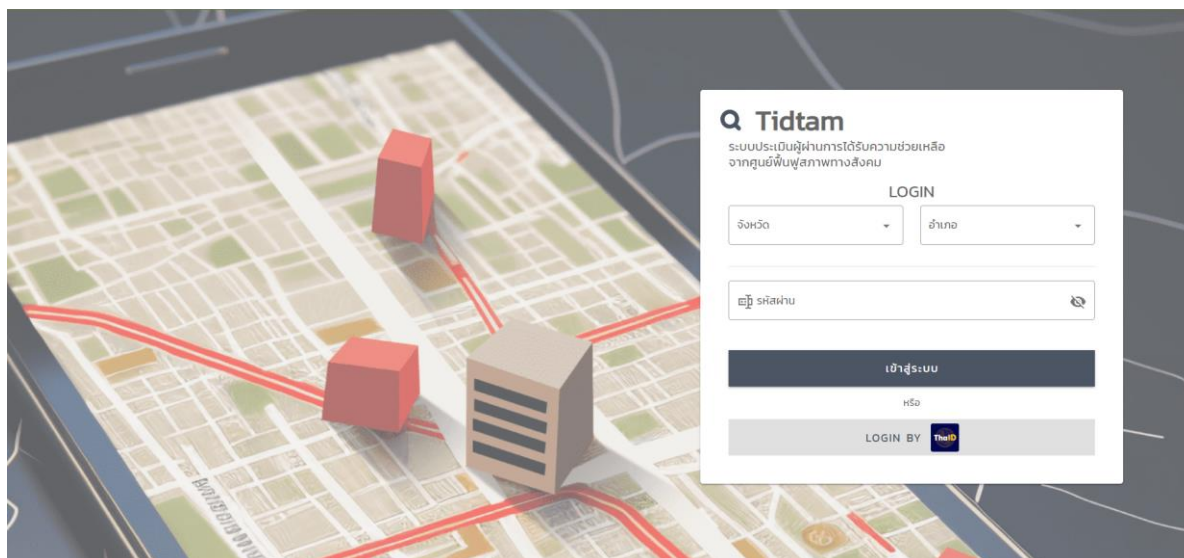 Tidtam
ระบบประเมินผู้ผ่านการได้รับความช่วยเหลือ
จากศูนย์ฟื้นฟูสภาพทางสังคม
LOGIN
จังหวัด
อำเภอ
รหัสผ่าน
เข้าสู่ระบบ
หรือ
LOGIN BY ThaID